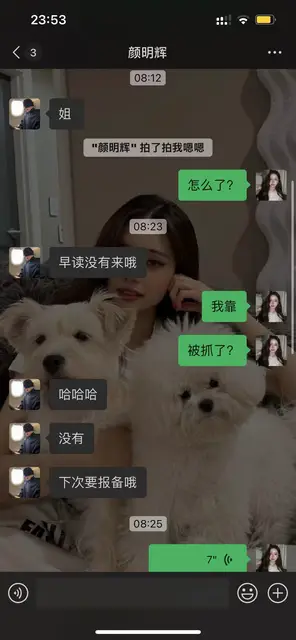 23:53
3
颜明辉
08:12
姐
"颜明辉" 拍了拍我嗯嗯
怎么了?
08:23
早读没有来哦
我靠
被抓了?
哈哈哈
没有
下次要报备哦
08:25
7"